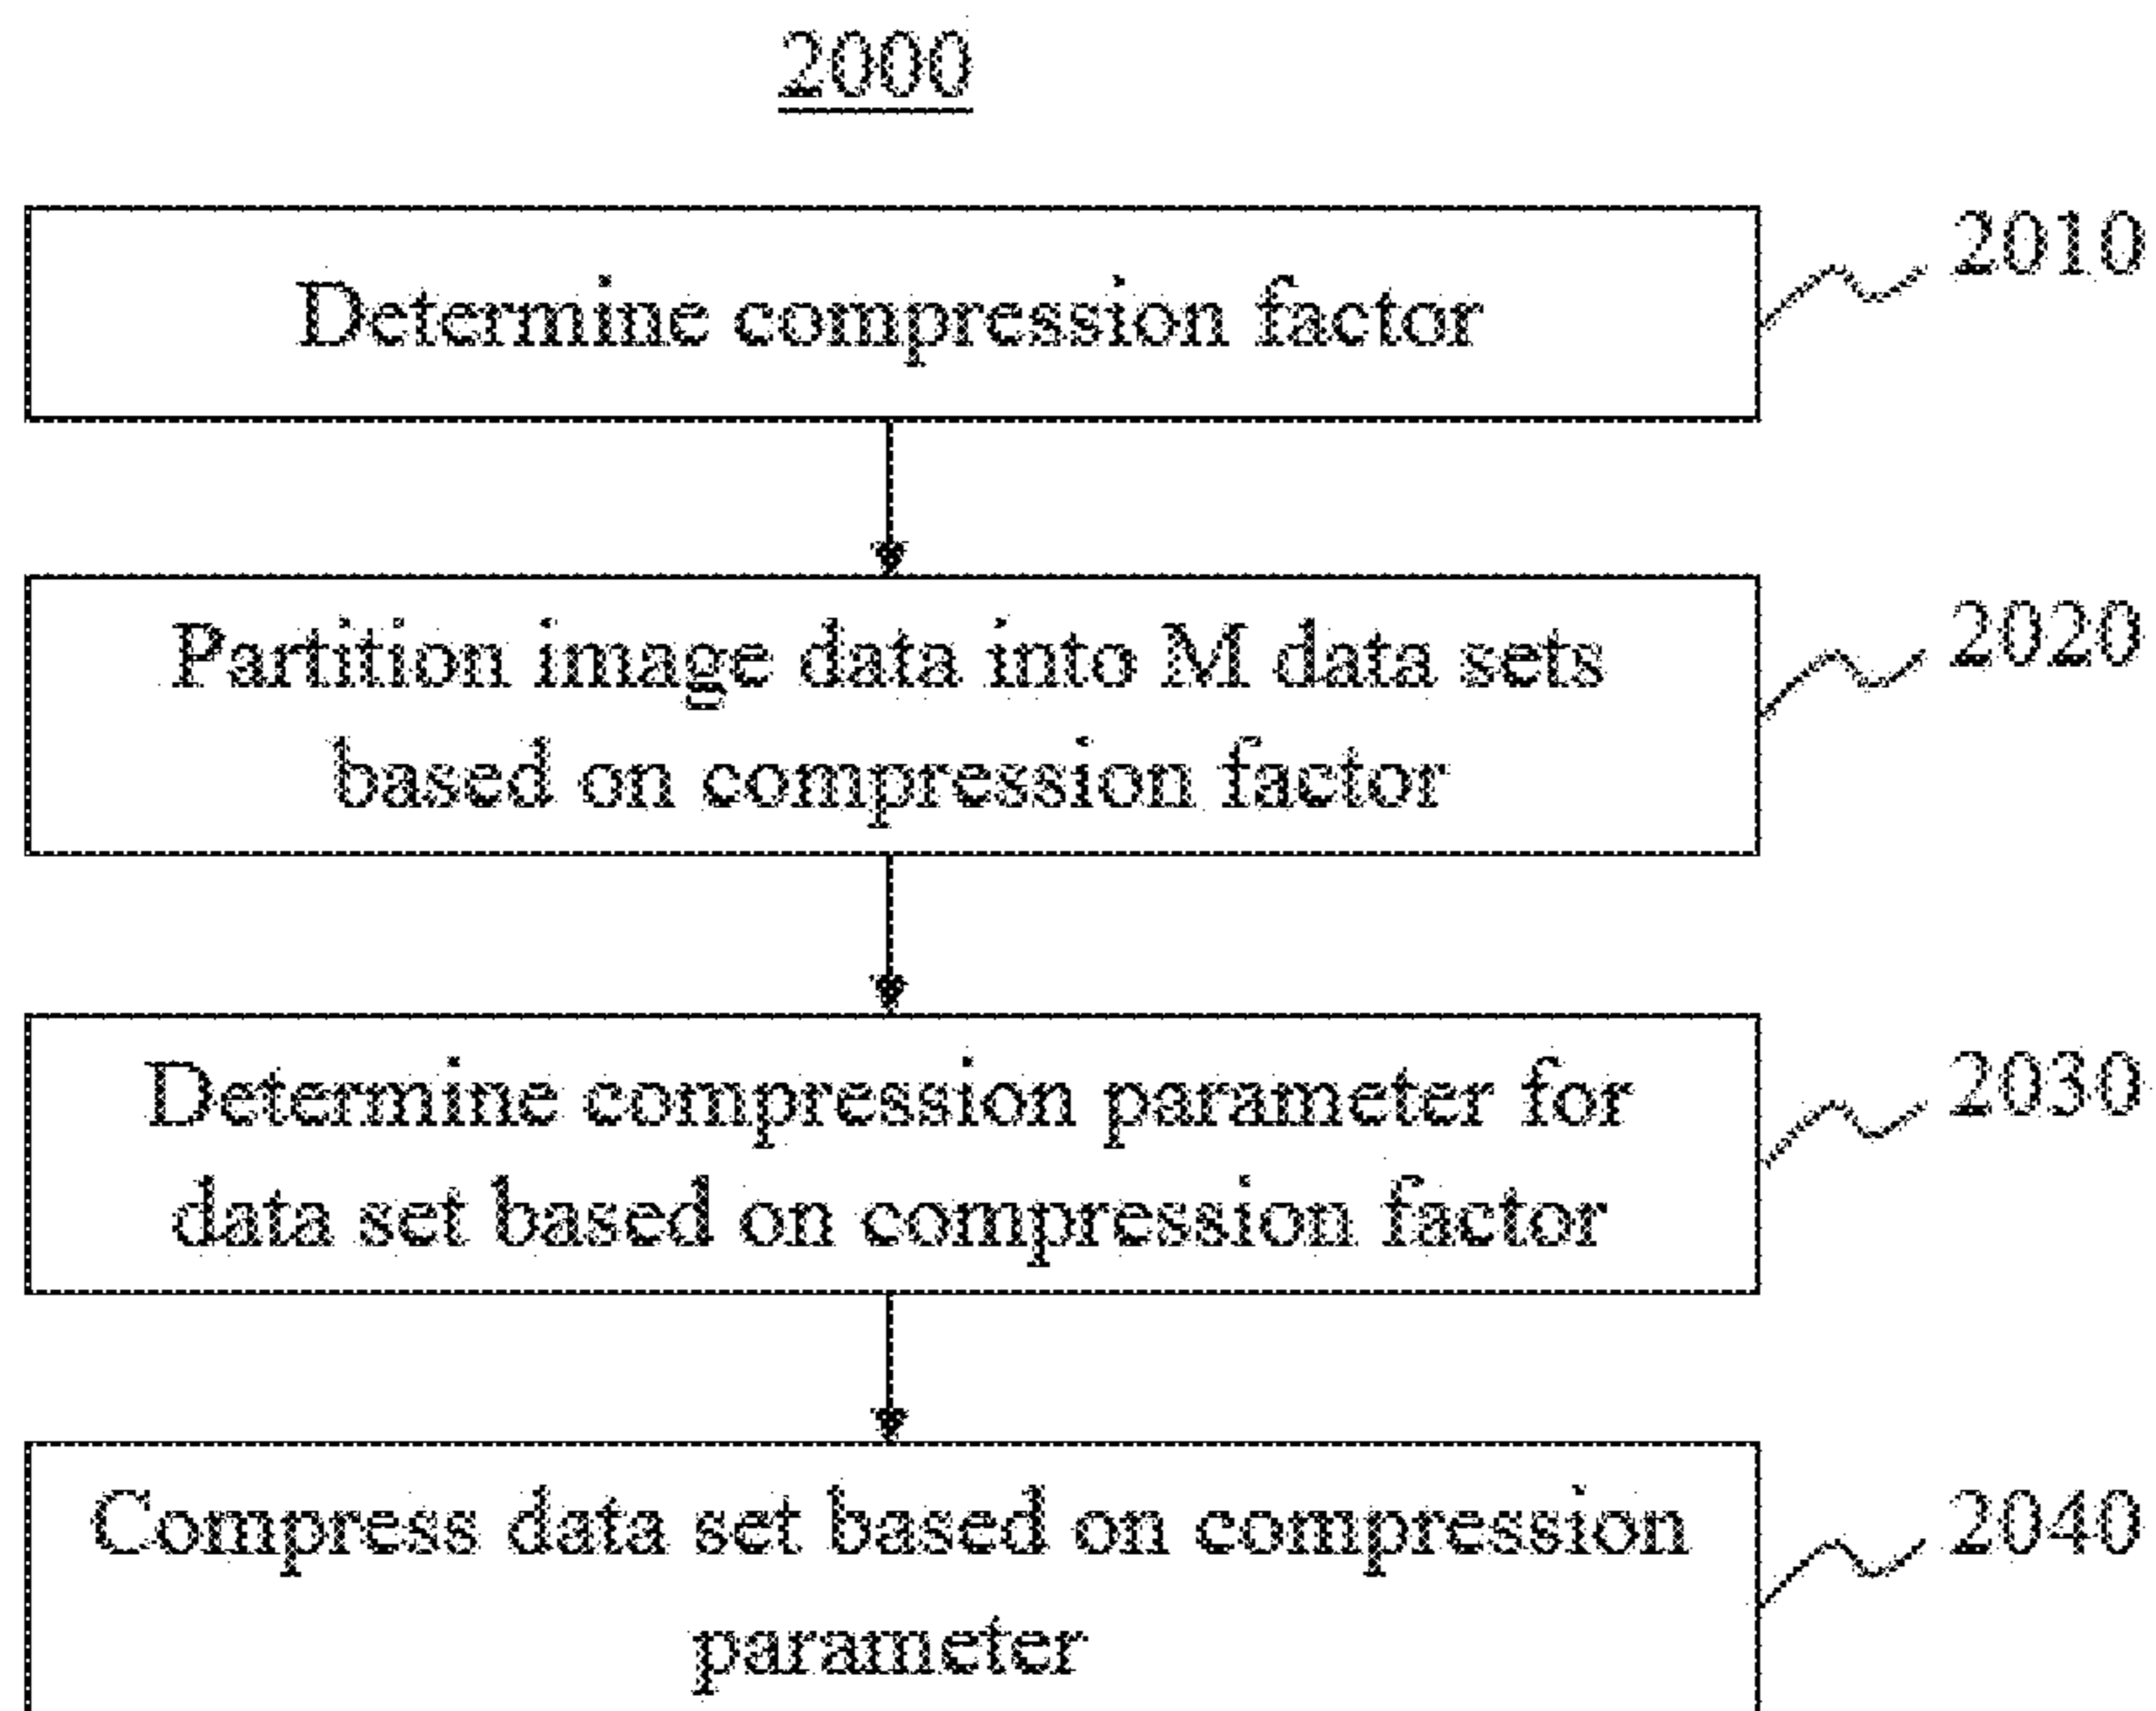 2000
Determine compression factor
2010
Partition image data into M data sets
based on compression factor
2020
Determine compression parameter for
data set based on compression factor
2030
Compress data set based on compression
parameter
2040